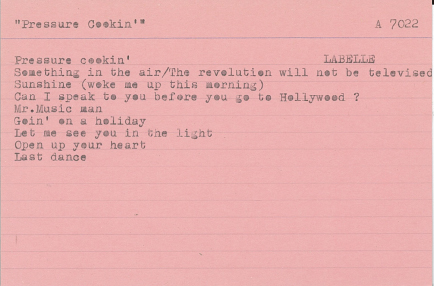 "Pressure Cookin'" A 7022
Pressure cookin' LABELLE
Something in the air/The revolution will not be televised
Sunshine (woke me up this morning)
Can I speak to you before you go to Hollywood ?
Mr.Music man
Goin' on a holiday
Let me see you in the light
Open up your heart
Last dance